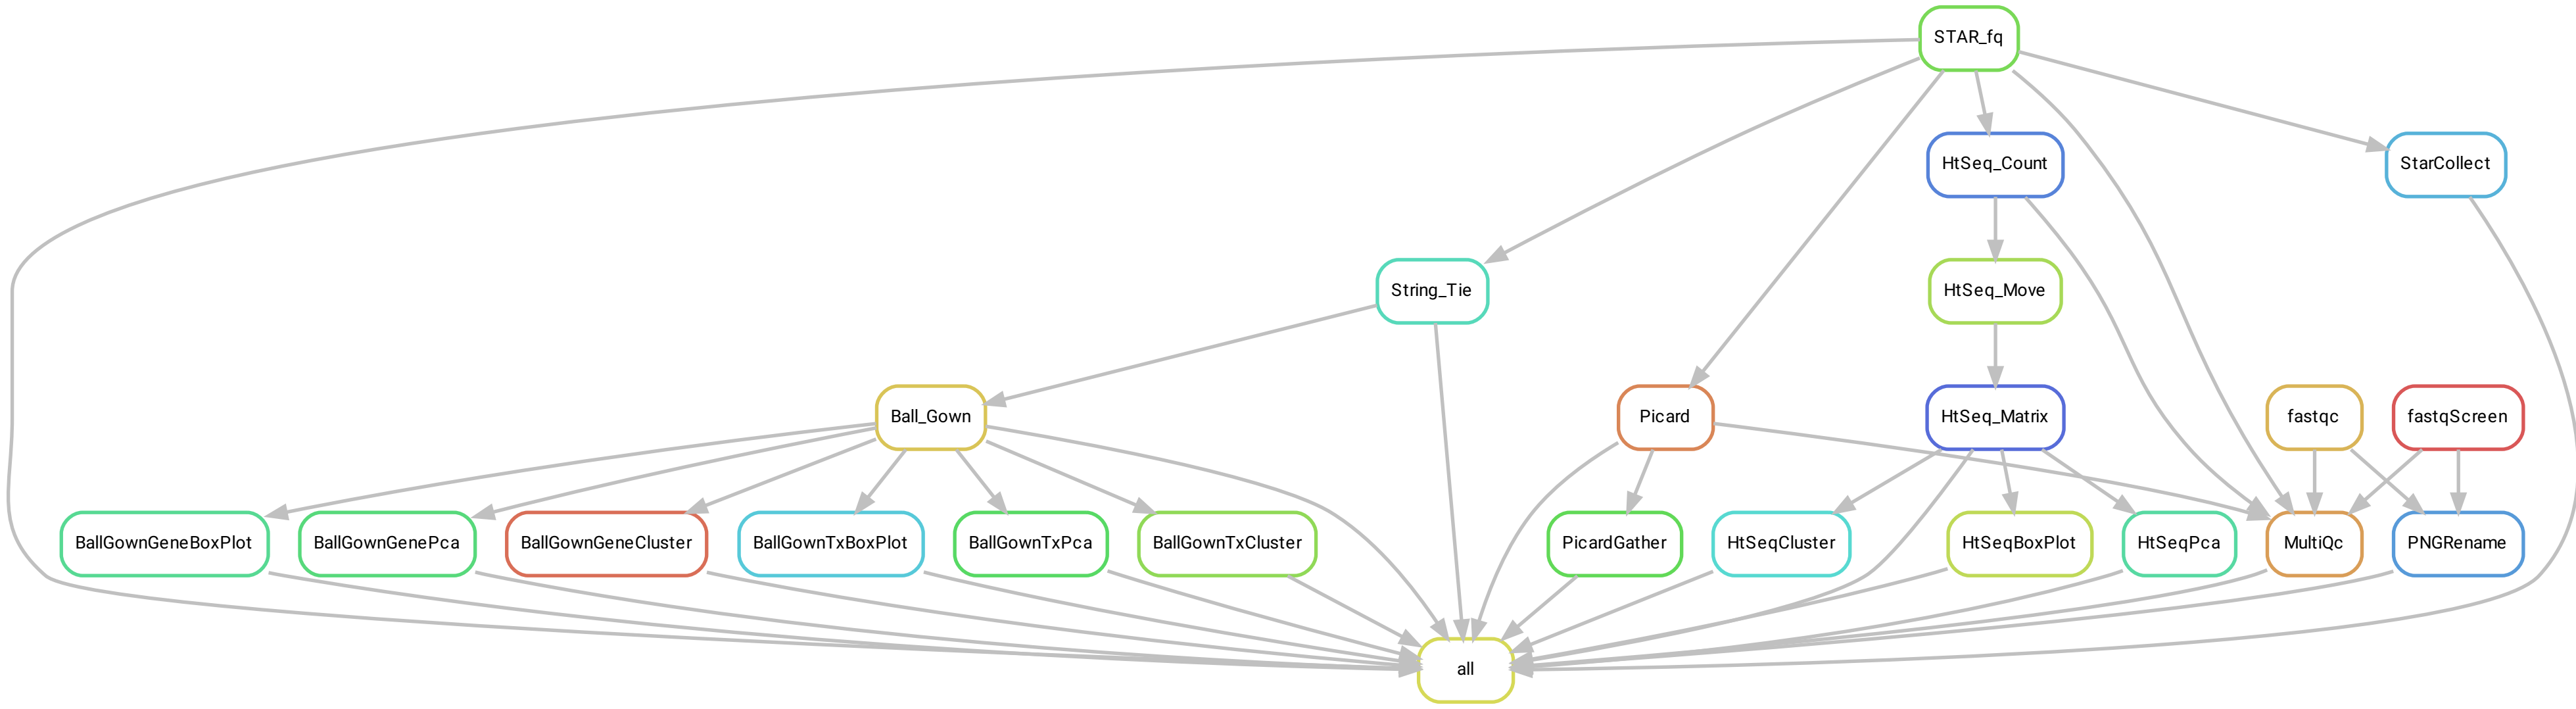 STAR_fq
HtSeq_Count
StarCollect
String_Tie
HtSeq_Move
Ball_Gown
Picard
HtSeq_Matrix
fastqc
fastqScreen
BallGownGeneBoxPlot
BallGownGenePca
BallGownGeneCluster
BallGownTxBoxPlot
BallGownTxPca
BallGownTxCluster
PicardGather
HtSeqCluster
HtSeqBoxPlot
HtSeqPca
MultiQc
PNGRename
all